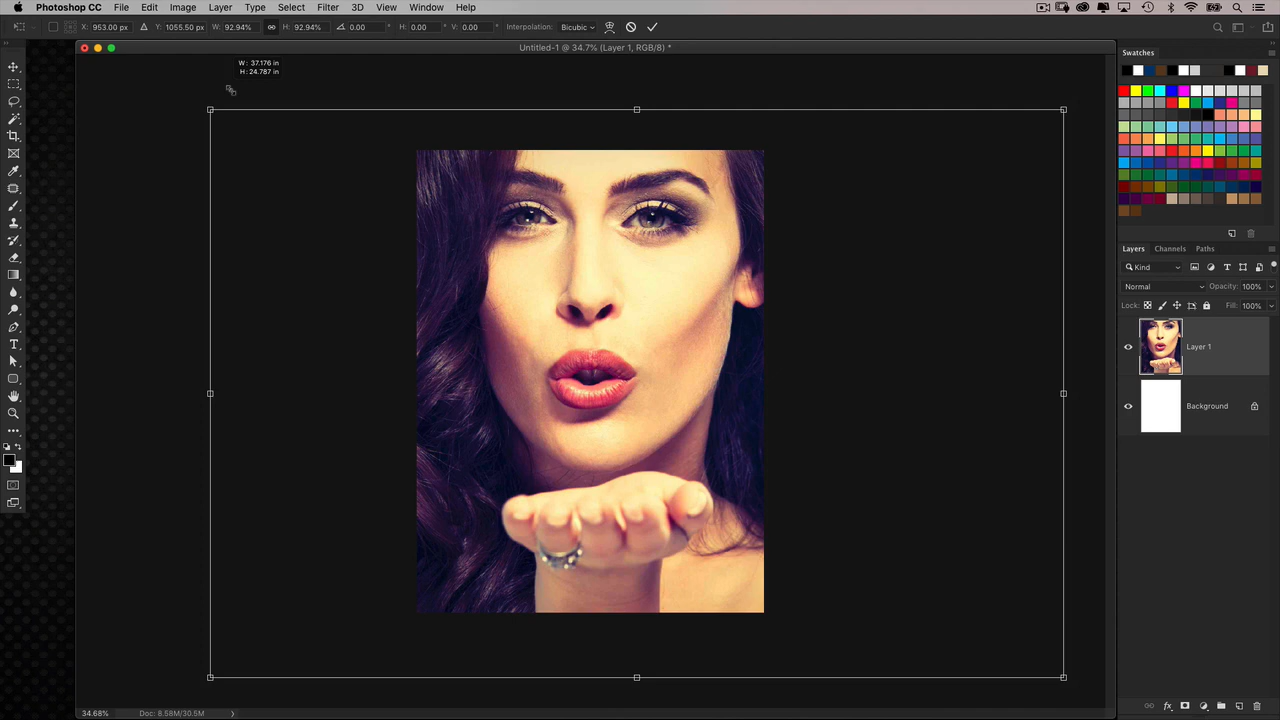 Photoshop CC File Edit Image Layer Type Select Filter 3D View Window Help
X: 953.00 px Y: 1055.50 px W: 92.94% H: 92.94% 0.00 ° H: 0.00 ° V: 0.00 ° Interpolation: Bicubic
Untitled-1 @ 34.7% (Layer 1, RGB/8) *
W: 37.176 in
H: 24.787 in
Swatches
Layers Channels Paths
Kind
Normal Opacity: 100%
Lock: Fill: 100%
Layer 1
Background
34.68% Doc: 8.58M/30.5M